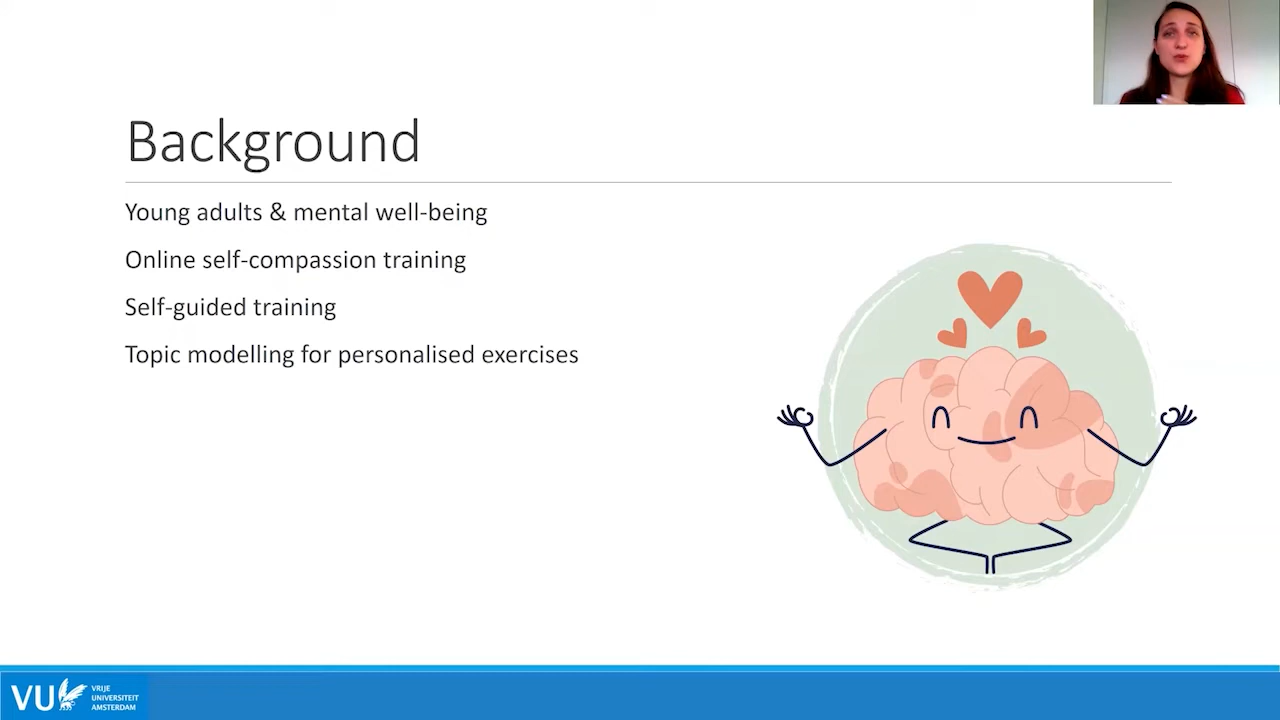 Background
Young adults & mental well-being
Online self-compassion training
Self-guided training
Topic modelling for personalised exercises
VU
VRIJE
UNIVERSITEIT
AMSTERDAM